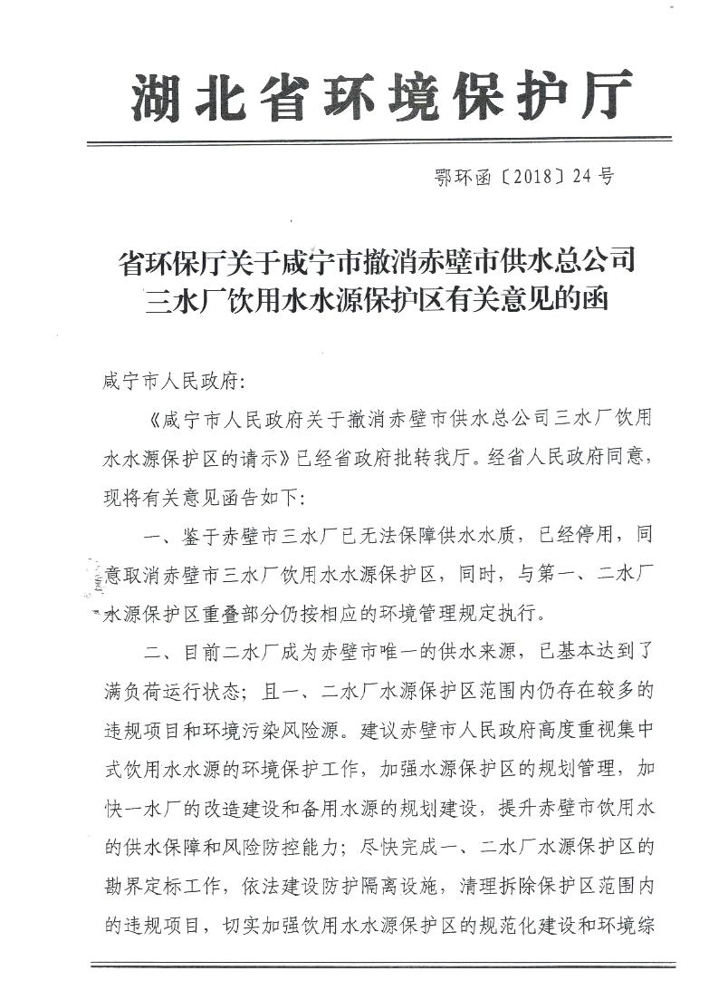 湖北省环境保护厅
鄂环函〔2018〕24号
省环保厅关于咸宁市撤消赤壁市供水总公司
三水厂饮用水水源保护区有关意见的函
咸宁市人民政府：
《咸宁市人民政府关于撤消赤壁市供水总公司三水厂饮用
水水源保护区的请示》已经省政府批转我厅。经省人民政府同意，
现将有关意见函告如下：
一、鉴于赤壁市三水厂已无法保障供水水质，已经停用，同
意取消赤壁市三水厂饮用水水源保护区，同时，与第一、二水厂
水源保护区重叠部分仍按相应的环境管理规定执行。
二、目前二水厂成为赤壁市唯一的供水来源，已基本达到了
满负荷运行状态；且一、二水厂水源保护区范围内仍存在较多的
违规项目和环境污染风险源。建议赤壁市人民政府高度重视集中
式饮用水水源的环境保护工作，加强水源保护区的规划管理，加
快一水厂的改造建设和备用水源的规划建设，提升赤壁市饮用水
的供水保障和风险防控能力；尽快完成一、二水厂水源保护区的
勘界定标工作，依法建设防护隔离设施，清理拆除保护区范围内
的违规项目，切实加强饮用水水源保护区的规范化建设和环境综